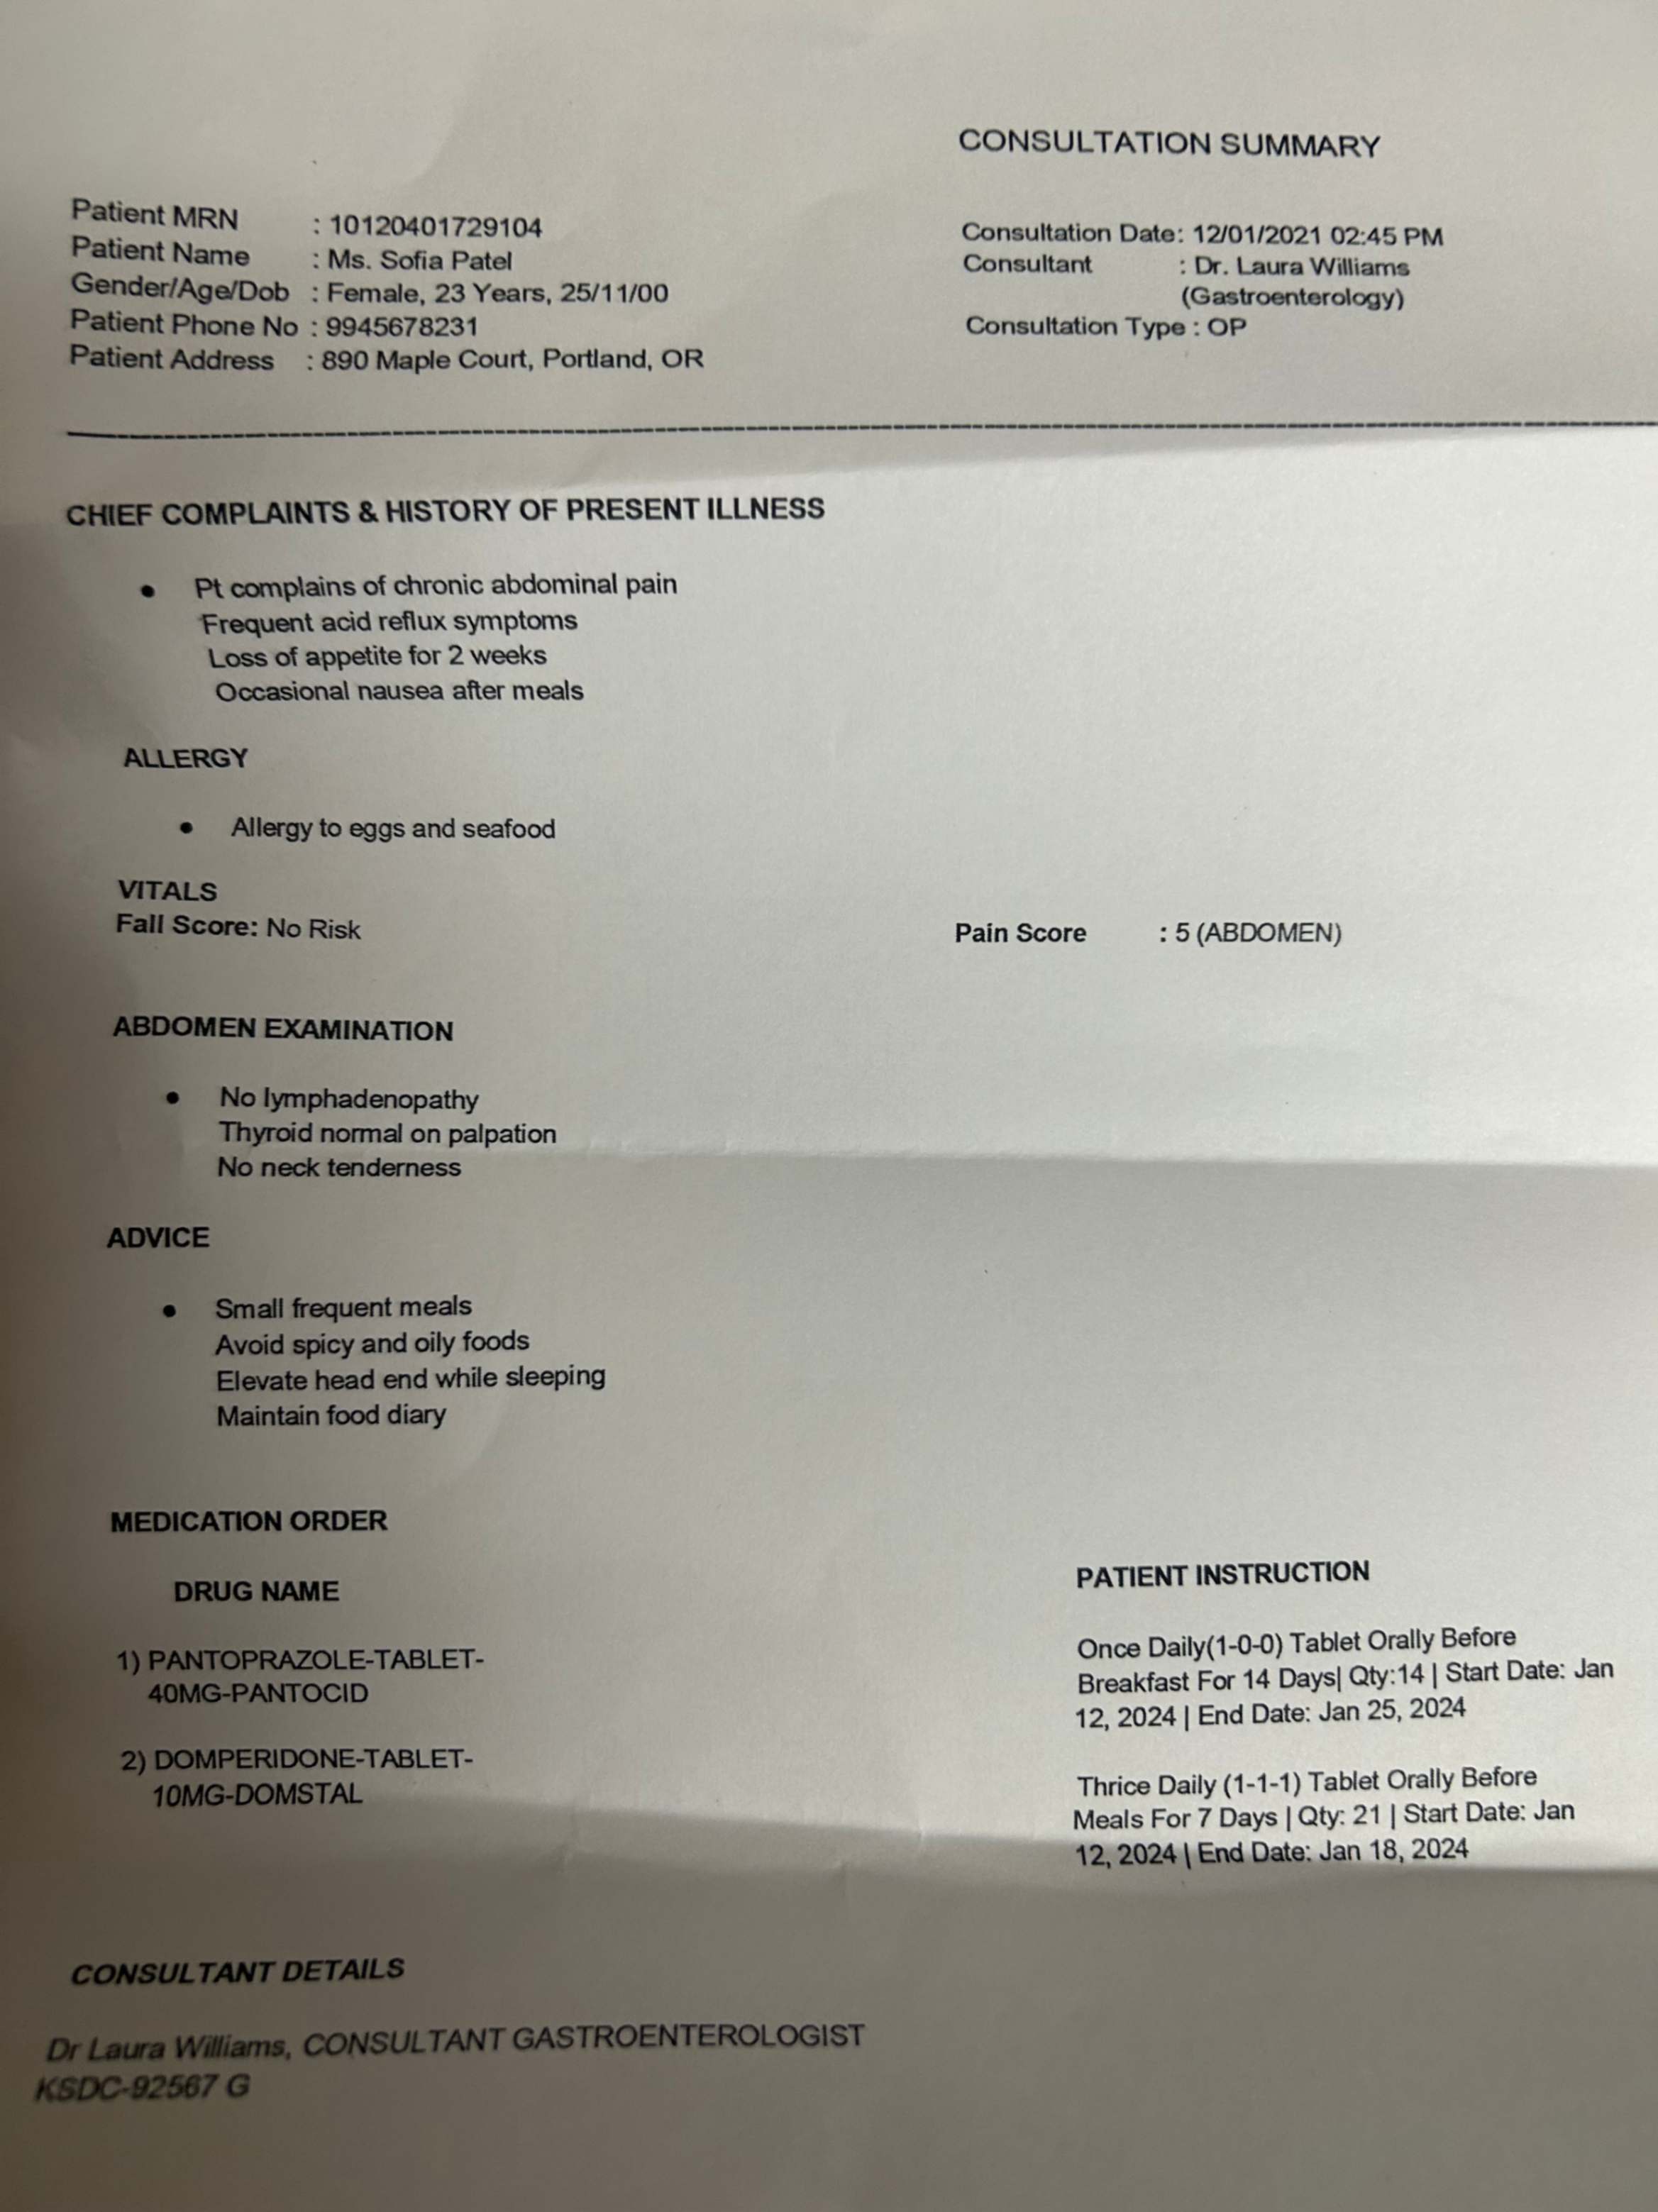 CONSULTATION SUMMARY
Patient MRN : 10120401729104
Patient Name : Ms. Sofia Patel
Gender/Age/Dob : Female, 23 Years, 25/11/00
Patient Phone No : 9945678231
Patient Address : 890 Maple Court, Portland, OR
Consultation Date: 12/01/2021 02:45 PM
Consultant : Dr. Laura Williams
(Gastroenterology)
Consultation Type : OP
CHIEF COMPLAINTS & HISTORY OF PRESENT ILLNESS
• Pt complains of chronic abdominal pain
Frequent acid reflux symptoms
Loss of appetite for 2 weeks
Occasional nausea after meals
ALLERGY
• Allergy to eggs and seafood
VITALS
Fall Score: No Risk
Pain Score : 5 (ABDOMEN)
ABDOMEN EXAMINATION
• No lymphadenopathy
Thyroid normal on palpation
No neck tenderness
ADVICE
• Small frequent meals
Avoid spicy and oily foods
Elevate head end while sleeping
Maintain food diary
MEDICATION ORDER
DRUG NAME
PATIENT INSTRUCTION
1) PANTOPRAZOLE-TABLET-
40MG-PANTOCID
Once Daily(1-0-0) Tablet Orally Before
Breakfast For 14 Days| Qty:14 | Start Date: Jan
12, 2024 | End Date: Jan 25, 2024
2) DOMPERIDONE-TABLET-
10MG-DOMSTAL
Thrice Daily (1-1-1) Tablet Orally Before
Meals For 7 Days | Qty: 21 | Start Date: Jan
12, 2024 | End Date: Jan 18, 2024
CONSULTANT DETAILS
Dr Laura Williams, CONSULTANT GASTROENTEROLOGIST
KSDC-92567 G